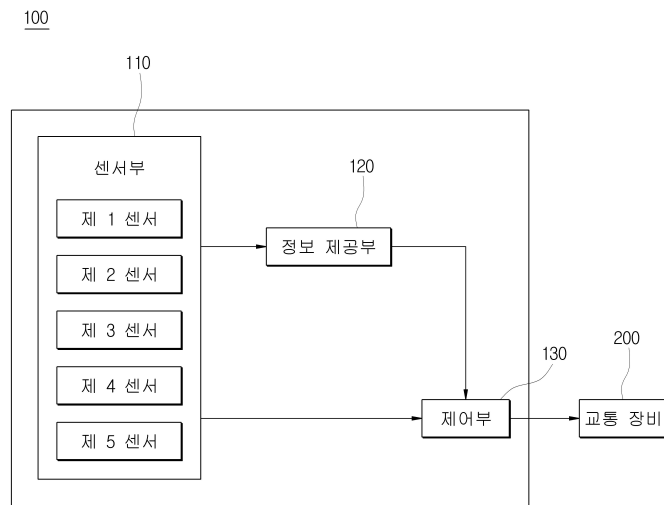 100
110
센서부
제 1 센서
제 2 센서
제 3 센서
제 4 센서
제 5 센서
120
정보 제공부
130
제어부
200
교통 장비